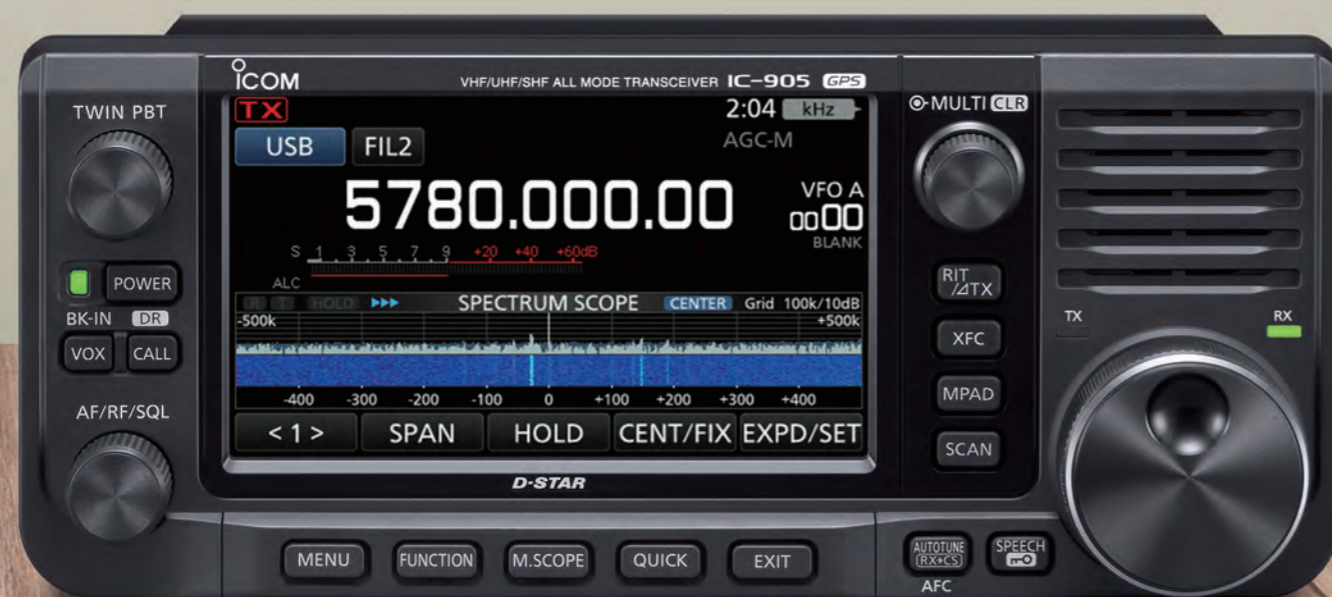 ICOM
VHF/UHF/SHF ALL MODE TRANSCEIVER IC-905 GPS
TWIN PBT
POWER
BK-IN DR
VOX CALL
AF/RF/SQL
TX 2:04 kHz
USB FIL2 AGC-M
5780.000.00 VFO A
0000
BLANK
S 1 3 5 7 9 +20 +40 +60dB
ALC
R T HOLD SPECTRUM SCOPE CENTER Grid 100k/10dB
-500k +500k
-400 -300 -200 -100 0 +100 +200 +300 +400
<1> SPAN HOLD CENT/FIX EXPD/SET
D-STAR
MENU FUNCTION M.SCOPE QUICK EXIT
MULTI CLR
RIT
/⊿TX
XFC
MPAD
SCAN
TX RX
AUTOTUNE SPEECH
RX→CS
AFC